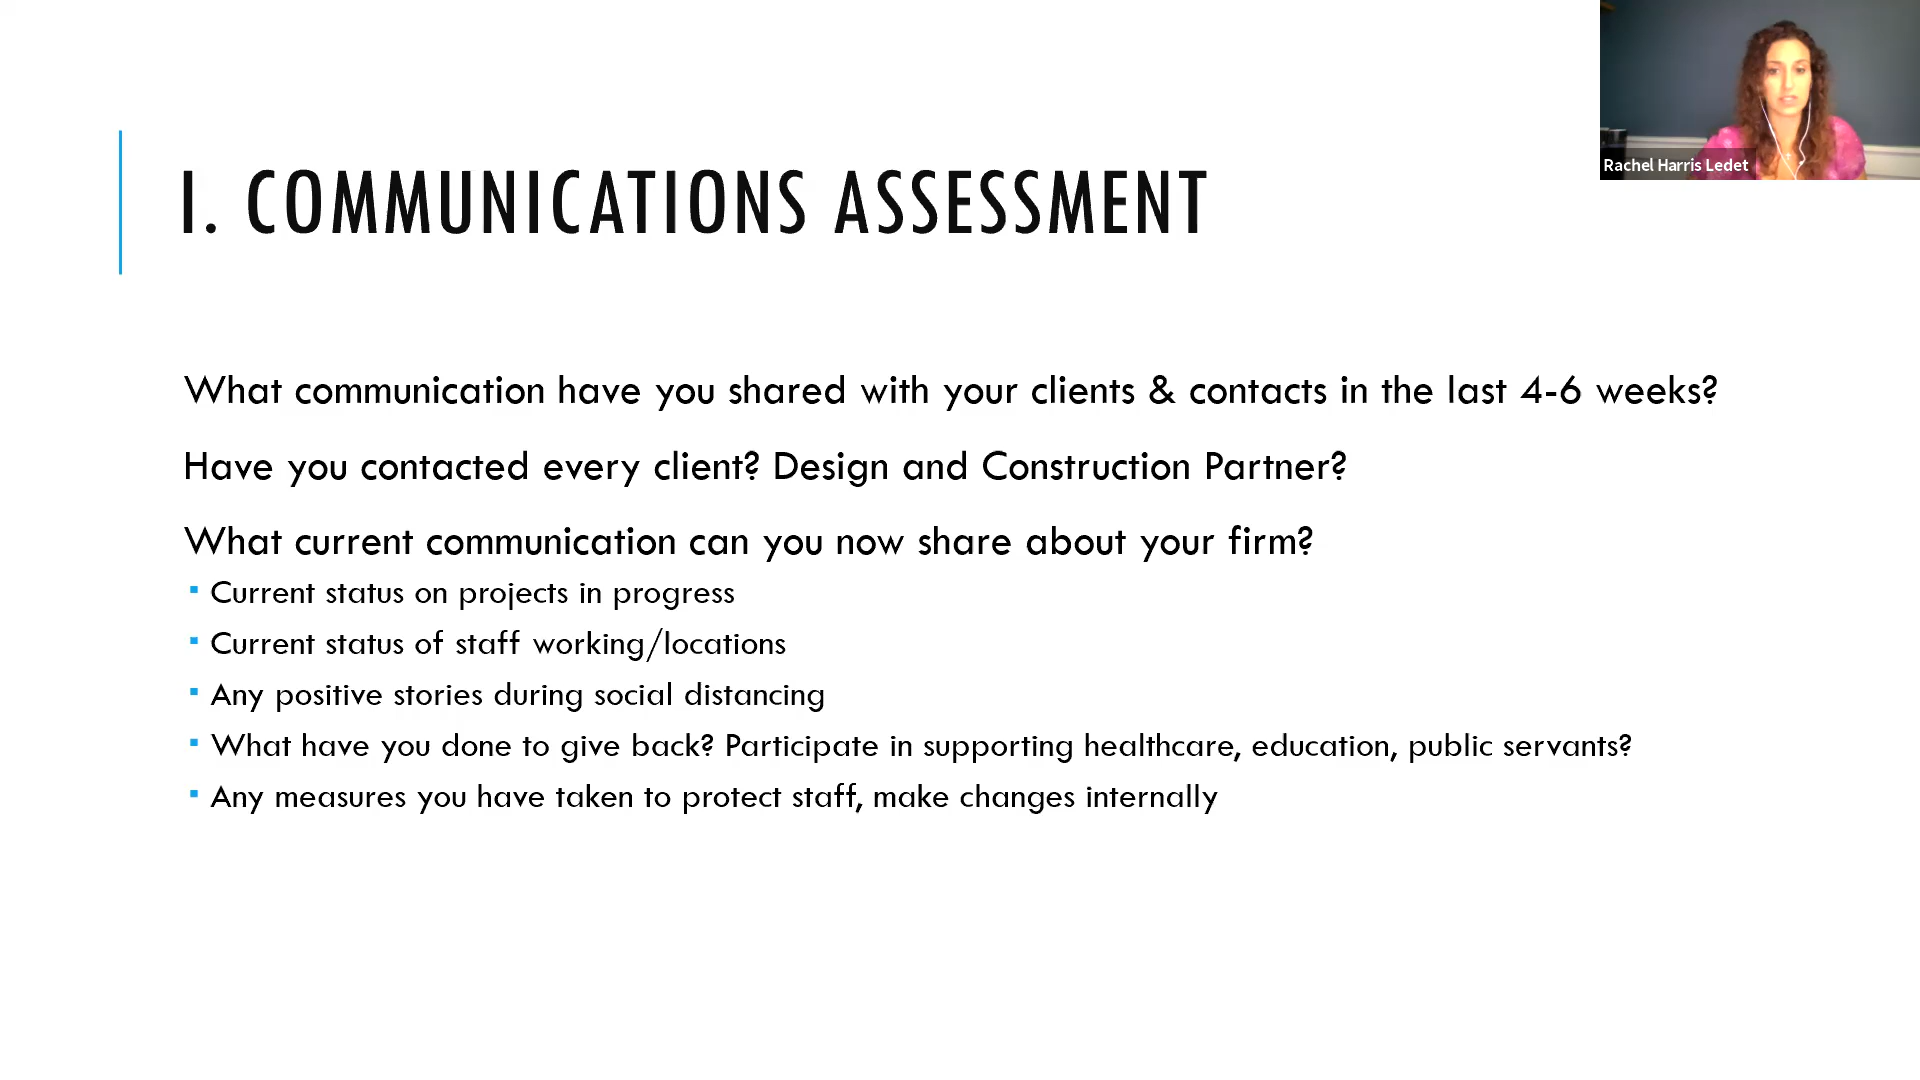 Rachel Harris Ledet
I. COMMUNICATIONS ASSESSMENT
What communication have you shared with your clients & contacts in the last 4-6 weeks?
Have you contacted every client? Design and Construction Partner?
What current communication can you now share about your firm?
▪ Current status on projects in progress
▪ Current status of staff working/locations
▪ Any positive stories during social distancing
▪ What have you done to give back? Participate in supporting healthcare, education, public servants?
▪ Any measures you have taken to protect staff, make changes internally